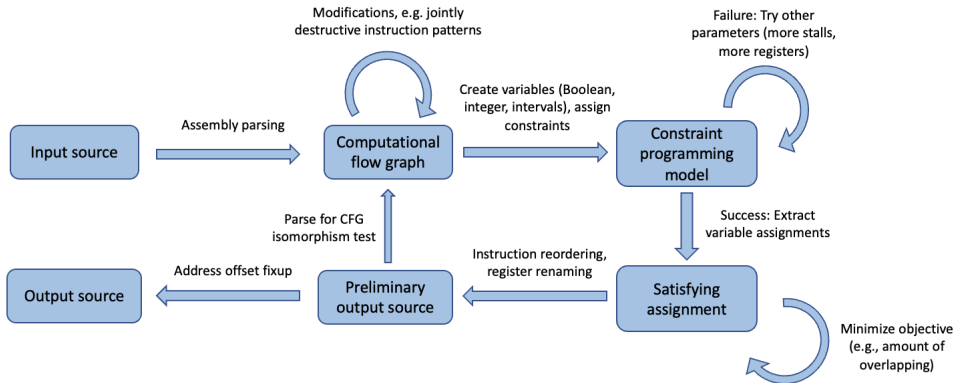 Modifications, e.g. jointly
destructive instruction patterns
Failure: Try other
parameters (more stalls,
more registers)
Create variables (Boolean,
integer, intervals), assign
constraints
Assembly parsing
Input source
Computational
flow graph
Constraint
programming
model
Parse for CFG
isomorphism test
Success: Extract
variable assignments
Instruction reordering,
register renaming
Address offset fixup
Output source
Preliminary
output source
Satisfying
assignment
Minimize objective
(e.g., amount of
overlapping)